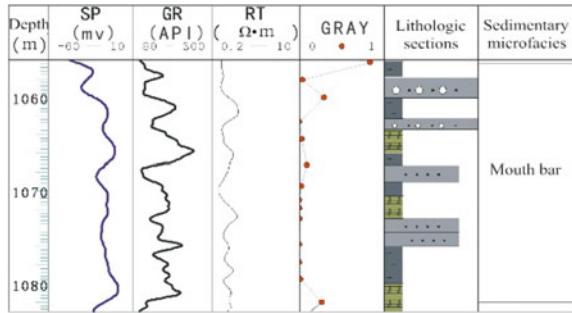 Depth (m)
SP (mv)
-60 10
GR (API)
80 300
RT (Ω·m)
0.2 10
GRAY
0 1
Lithologic sections
Sedimentary microfacies
1060
1070
1080
Mouth bar